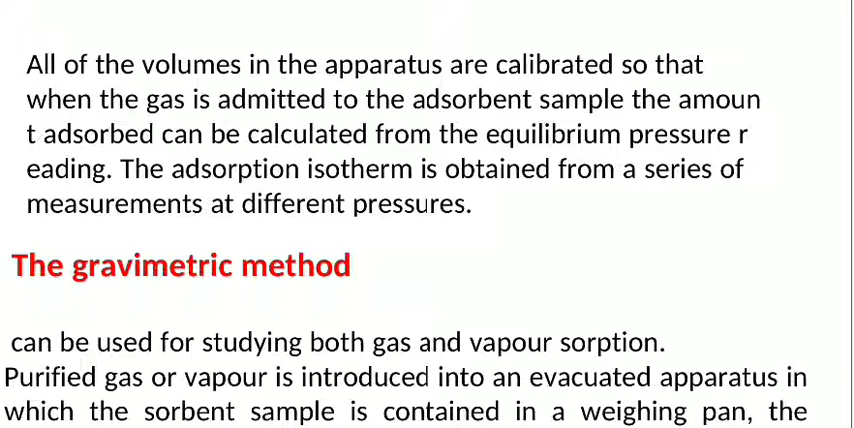 All of the volumes in the apparatus are calibrated so that
when the gas is admitted to the adsorbent sample the amoun
t adsorbed can be calculated from the equilibrium pressure r
eading. The adsorption isotherm is obtained from a series of
measurements at different pressures.
The gravimetric method
can be used for studying both gas and vapour sorption.
Purified gas or vapour is introduced into an evacuated apparatus in
which the sorbent sample is contained in a weighing pan, the